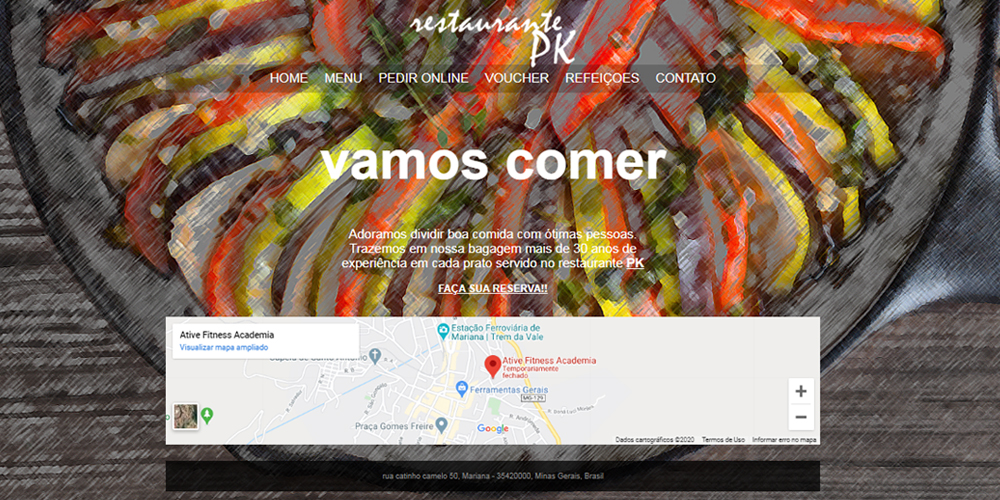 restaurante
PK
HOME MENU PEDIR ONLINE VOUCHER REFEIÇOES CONTATO
vamos comer
Adoramos dividir boa comida com ótimas pessoas.
Trazemos em nossa bagagem mais de 30 anos de
experiência em cada prato servido no restaurante PK
FAÇA SUA RESERVA!!
Ative Fitness Academia
Visualizar mapa ampliado
Estação Ferroviária de
Mariana | Trem da Vale
Capela de Santo Antônio
Ative Fitness Academia
Temporariamente
fechado
Ferramentas Gerais
MG-129
Praça Gomes Freire
Google
Dados cartográficos ©2020 Termos de Uso Informar erro no mapa
rua catinho camelo 50, Mariana - 35420000, Minas Gerais, Brasil